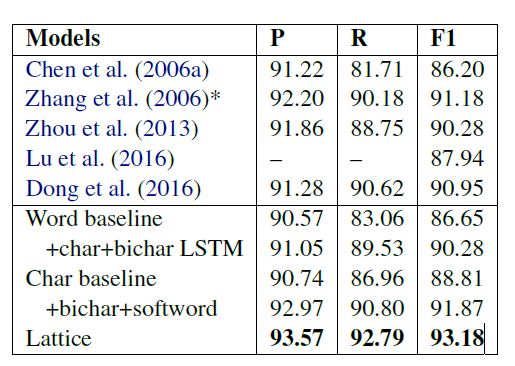 Models P R F1
Chen et al. (2006a) 91.22 81.71 86.20
Zhang et al. (2006)* 92.20 90.18 91.18
Zhou et al. (2013) 91.86 88.75 90.28
Lu et al. (2016) – – 87.94
Dong et al. (2016) 91.28 90.62 90.95
Word baseline 90.57 83.06 86.65
+char+bichar LSTM 91.05 89.53 90.28
Char baseline 90.74 86.96 88.81
+bichar+softword 92.97 90.80 91.87
Lattice 93.57 92.79 93.18